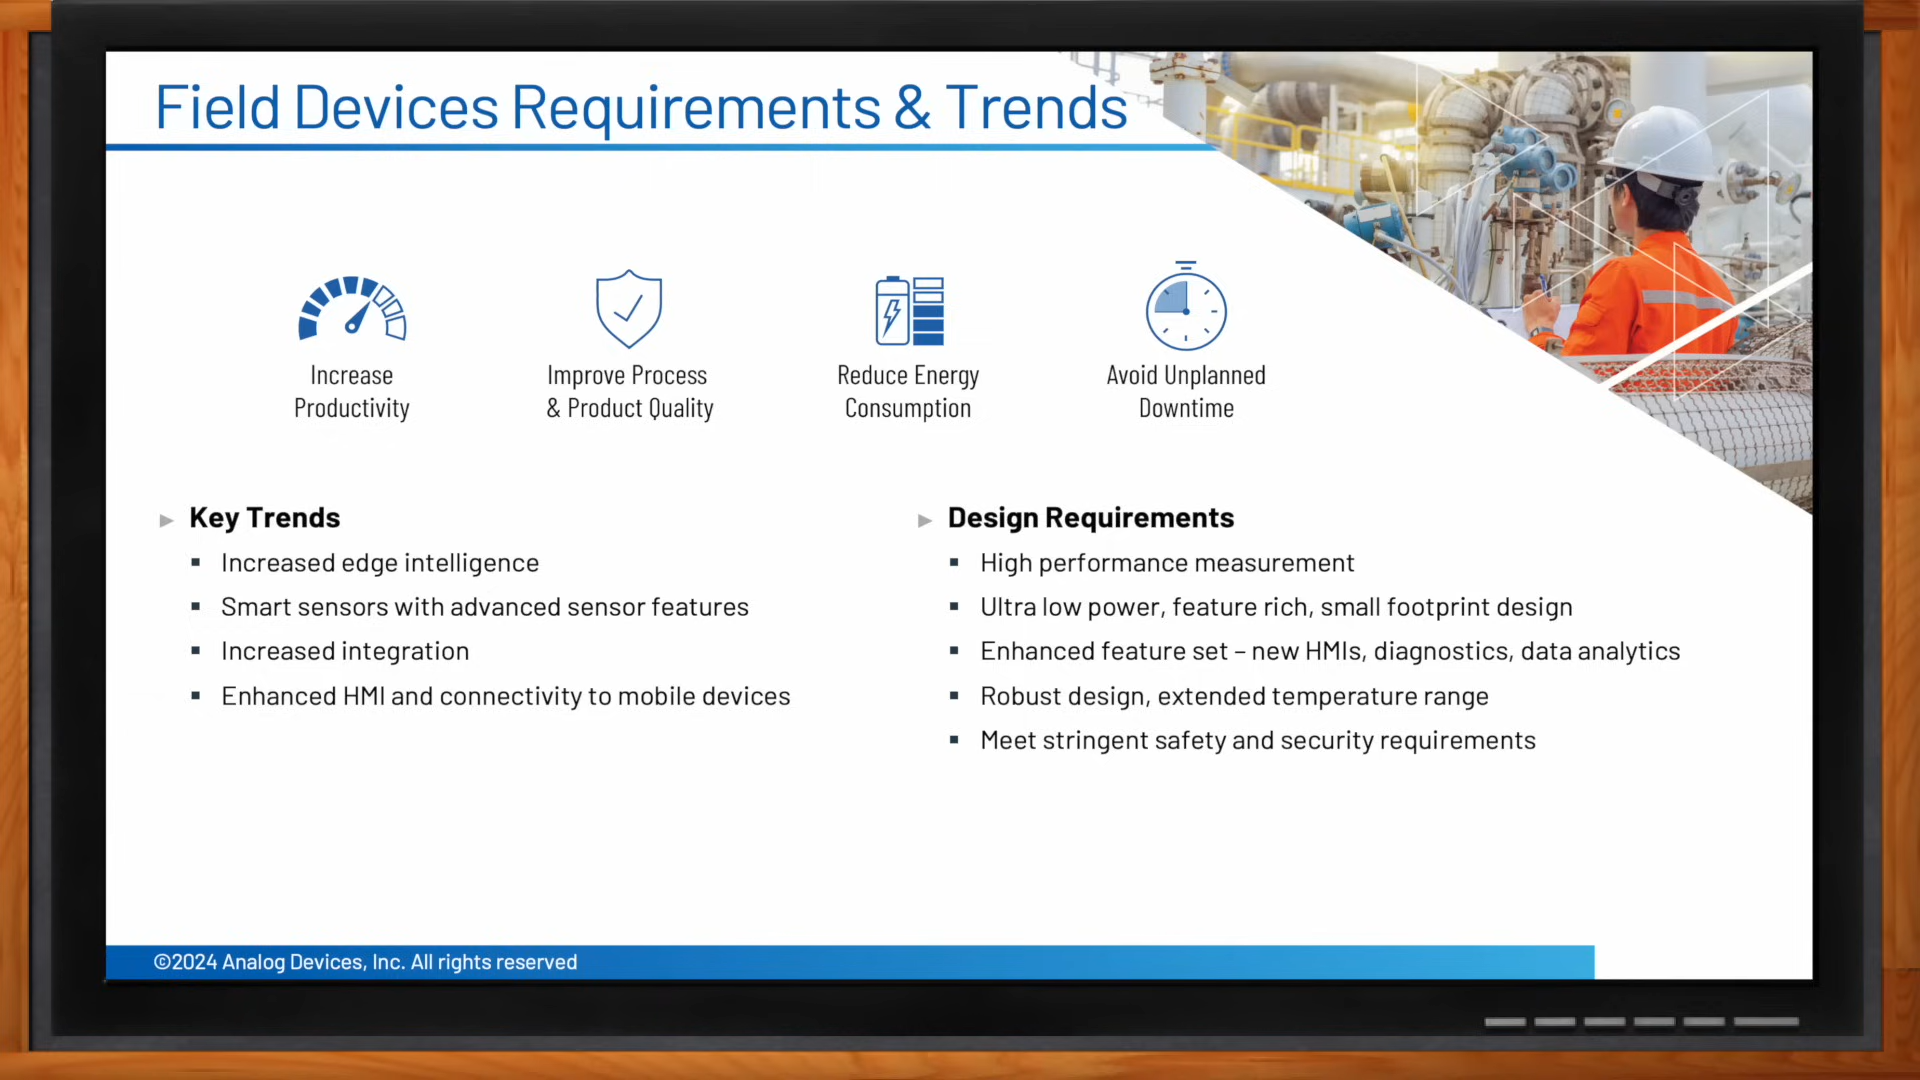 Field Devices Requirements & Trends
Increase
Productivity
Improve Process
& Product Quality
Reduce Energy
Consumption
Avoid Unplanned
Downtime
Key Trends
Increased edge intelligence
Smart sensors with advanced sensor features
Increased integration
Enhanced HMI and connectivity to mobile devices
Design Requirements
High performance measurement
Ultra low power, feature rich, small footprint design
Enhanced feature set – new HMIs, diagnostics, data analytics
Robust design, extended temperature range
Meet stringent safety and security requirements
©2024 Analog Devices, Inc. All rights reserved